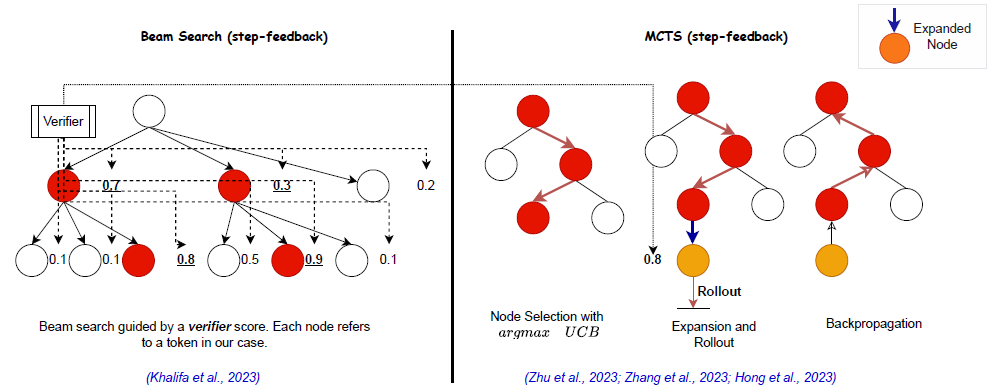 Beam Search (step-feedback)
MCTS (step-feedback)
Expanded
Node
Verifier
0.7
0.3
0.2
0.1
0.1
0.8
0.5
0.9
0.1
0.8
Rollout
Beam search guided by a verifier score. Each node refers
to a token in our case.
Node Selection with
argmax UCB
Expansion and
Rollout
Backpropagation
(Khalifa et al., 2023)
(Zhu et al., 2023; Zhang et al., 2023; Hong et al., 2023)